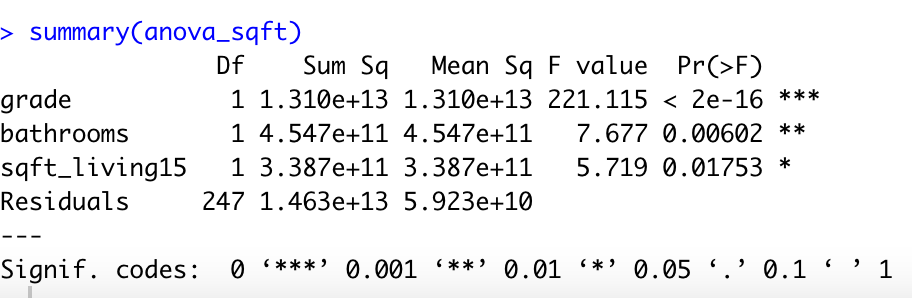 > summary(anova_sqft)
Df Sum Sq Mean Sq F value Pr(>F)
grade 1 1.310e+13 1.310e+13 221.115 < 2e-16 ***
bathrooms 1 4.547e+11 4.547e+11 7.677 0.00602 **
sqft_living15 1 3.387e+11 3.387e+11 5.719 0.01753 *
Residuals 247 1.463e+13 5.923e+10
---
Signif. codes: 0 ‘***’ 0.001 ‘**’ 0.01 ‘*’ 0.05 ‘.’ 0.1 ‘ ’ 1